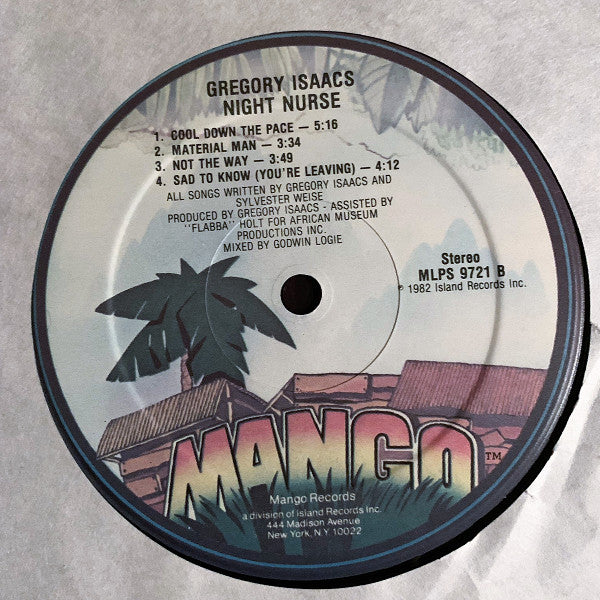 GREGORY ISAACS
NIGHT NURSE
1. COOL DOWN THE PACE — 5:16
2. MATERIAL MAN — 3:34
3. NOT THE WAY — 3:49
4. SAD TO KNOW (YOU'RE LEAVING) — 4:12
ALL SONGS WRITTEN BY GREGORY ISAACS AND
SYLVESTER WEISE
PRODUCED BY GREGORY ISAACS - ASSISTED BY
"FLABBA" HOLT FOR AFRICAN MUSEUM
PRODUCTIONS INC.
MIXED BY GODWIN LOGIE
Stereo
MLPS 9721 B
℗ 1982 Island Records Inc.
MANGO TM
Mango Records
a division of Island Records Inc.
444 Madison Avenue
New York, N.Y 10022